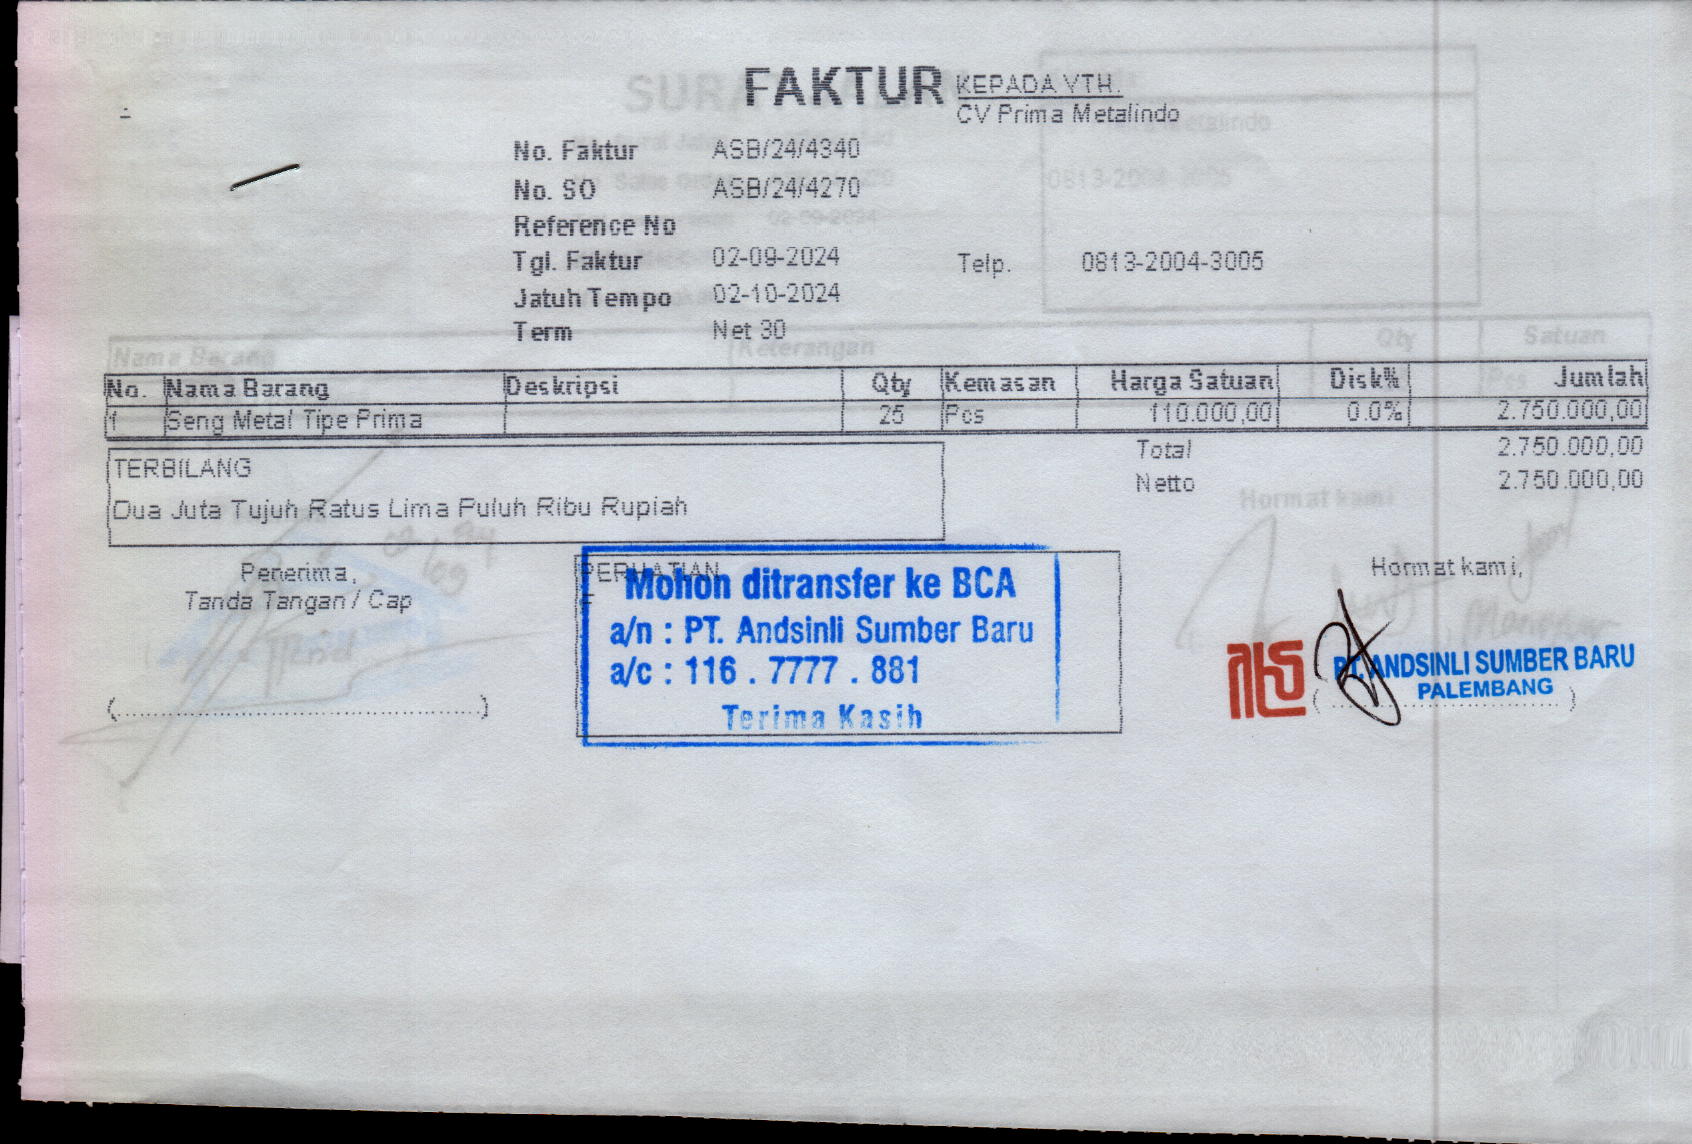 FAKTUR
KEPADA YTH.
CV Prima Metalindo
No. Faktur ASB/24/4340
No. SO ASB/24/4270
Reference No
Tgl. Faktur 02-09-2024 Telp. 0813-2004-3005
Jatuh Tempo 02-10-2024
Term Net 30
No. Nama Barang Deskripsi Qty Kemasan Harga Satuan Disk% Jumlah
1 Seng Metal Tipe Prima 25 Pcs 110.000,00 0.0% 2.750.000,00
Total 2.750.000,00
Netto 2.750.000,00
TERBILANG
Dua Juta Tujuh Ratus Lima Puluh Ribu Rupiah
Penerima,
Tanda Tangan / Cap
PERHATIAN
Mohon ditransfer ke BCA
a/n : PT. Andsinli Sumber Baru
a/c : 116 . 7777 . 881
Terima Kasih
Hormat kami,
PT. ANDSINLI SUMBER BARU
PALEMBANG